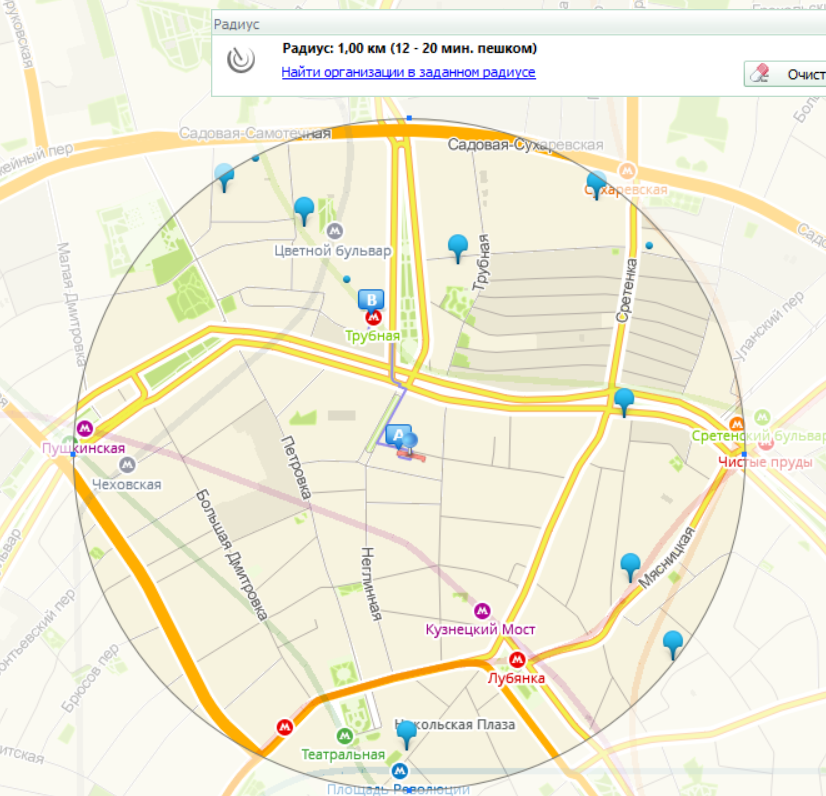 Радиус
Радиус: 1,00 км (12 - 20 мин. пешком)
Найти организации в заданном радиусе
Очист
Садовая-Самотечная
Садовая-Сухаревская
Сухаревская
Садо
Цветной бульвар
Трубная
B
Трубная
Сретенка
Малая Дмитровка
Уланский пер
A
Пушкинская
Чеховская
Петровка
Сретенский бульвар
Чистые пруды
Большая Дмитровка
Неглинная
Мясницкая
Кузнецкий Мост
Лубянка
Брюсов пер
Никольская Плаза
Театральная
Площадь Революции